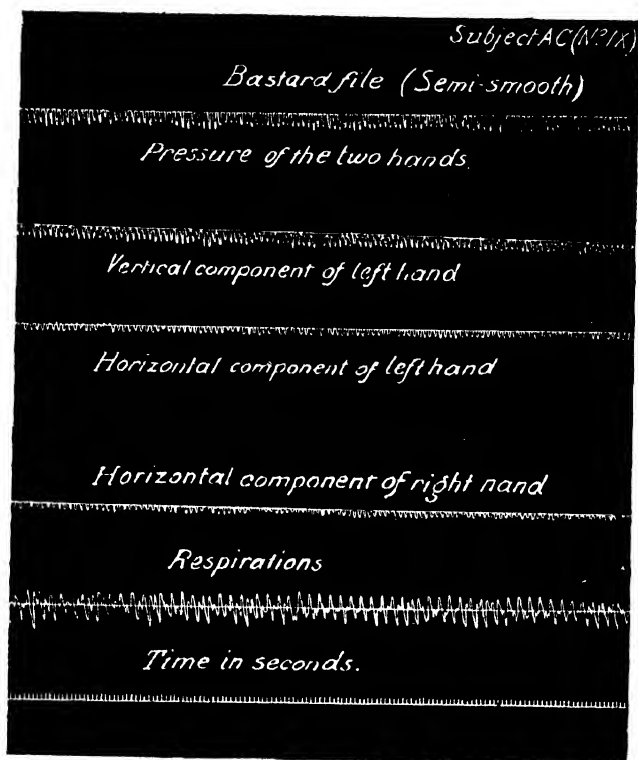 Subject AC (Nº IX)
Bastard file (Semi-smooth)
Pressure of the two hands.
Vertical component of left hand
Horizontal component of left hand
Horizontal component of right hand
Respirations
Time in seconds.